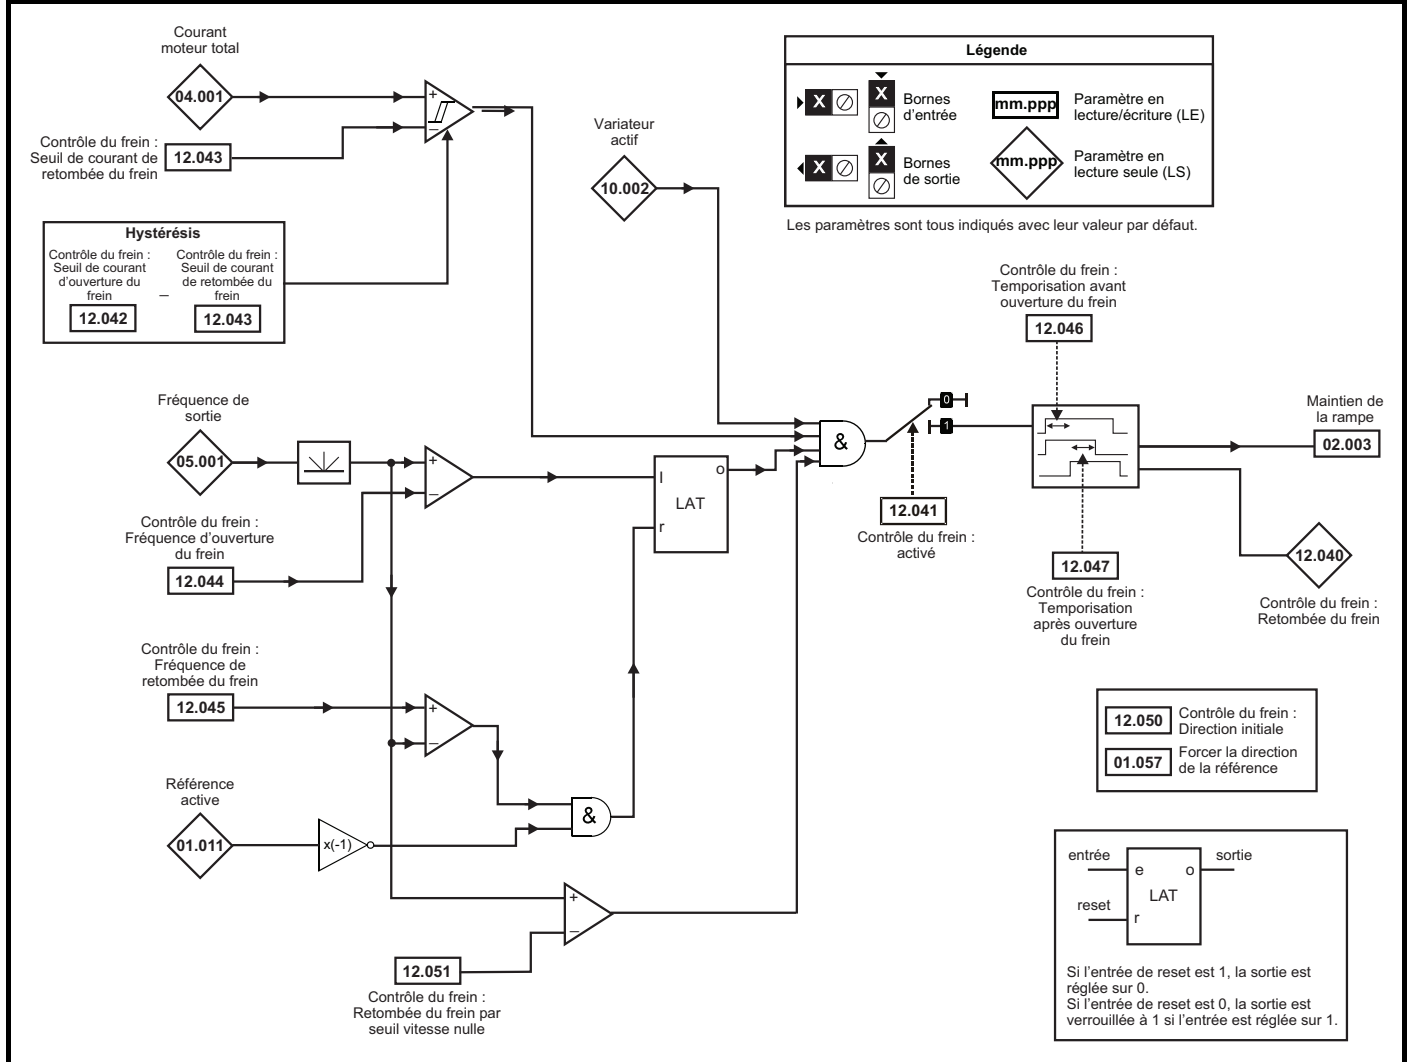 Courant
moteur total
04.001
+
–
Contrôle du frein :
Seuil de courant de
retombée du frein
12.043
Hystérésis
Contrôle du frein :
Seuil de courant
d’ouverture du
frein
12.042
–
Contrôle du frein :
Seuil de courant
de retombée du
frein
12.043
Variateur
actif
10.002
Légende
X
X
Bornes
d’entrée
X
X
Bornes
de sortie
mm.ppp
Paramètre en
lecture/écriture (LE)
mm.ppp
Paramètre en
lecture seule (LS)
Les paramètres sont tous indiqués avec leur valeur par défaut.
Fréquence de
sortie
05.001
+
–
Contrôle du frein :
Fréquence d’ouverture
du frein
12.044
I
o
LAT
r
&
0
1
12.041
Contrôle du frein :
activé
Contrôle du frein :
Temporisation avant
ouverture du frein
12.046
12.047
Contrôle du frein :
Temporisation
après ouverture
du frein
Maintien de
la rampe
02.003
12.040
Contrôle du frein :
Retombée du frein
Contrôle du frein :
Fréquence de
retombée du frein
12.045
+
–
&
Référence
active
01.011
x(-1)
+
–
12.051
Contrôle du frein :
Retombée du frein par
seuil vitesse nulle
12.050
Contrôle du frein :
Direction initiale
01.057
Forcer la direction
de la référence
entrée
e
o
sortie
LAT
reset
r
Si l’entrée de reset est 1, la sortie est
réglée sur 0.
Si l’entrée de reset est 0, la sortie est
verrouillée à 1 si l’entrée est réglée sur 1.